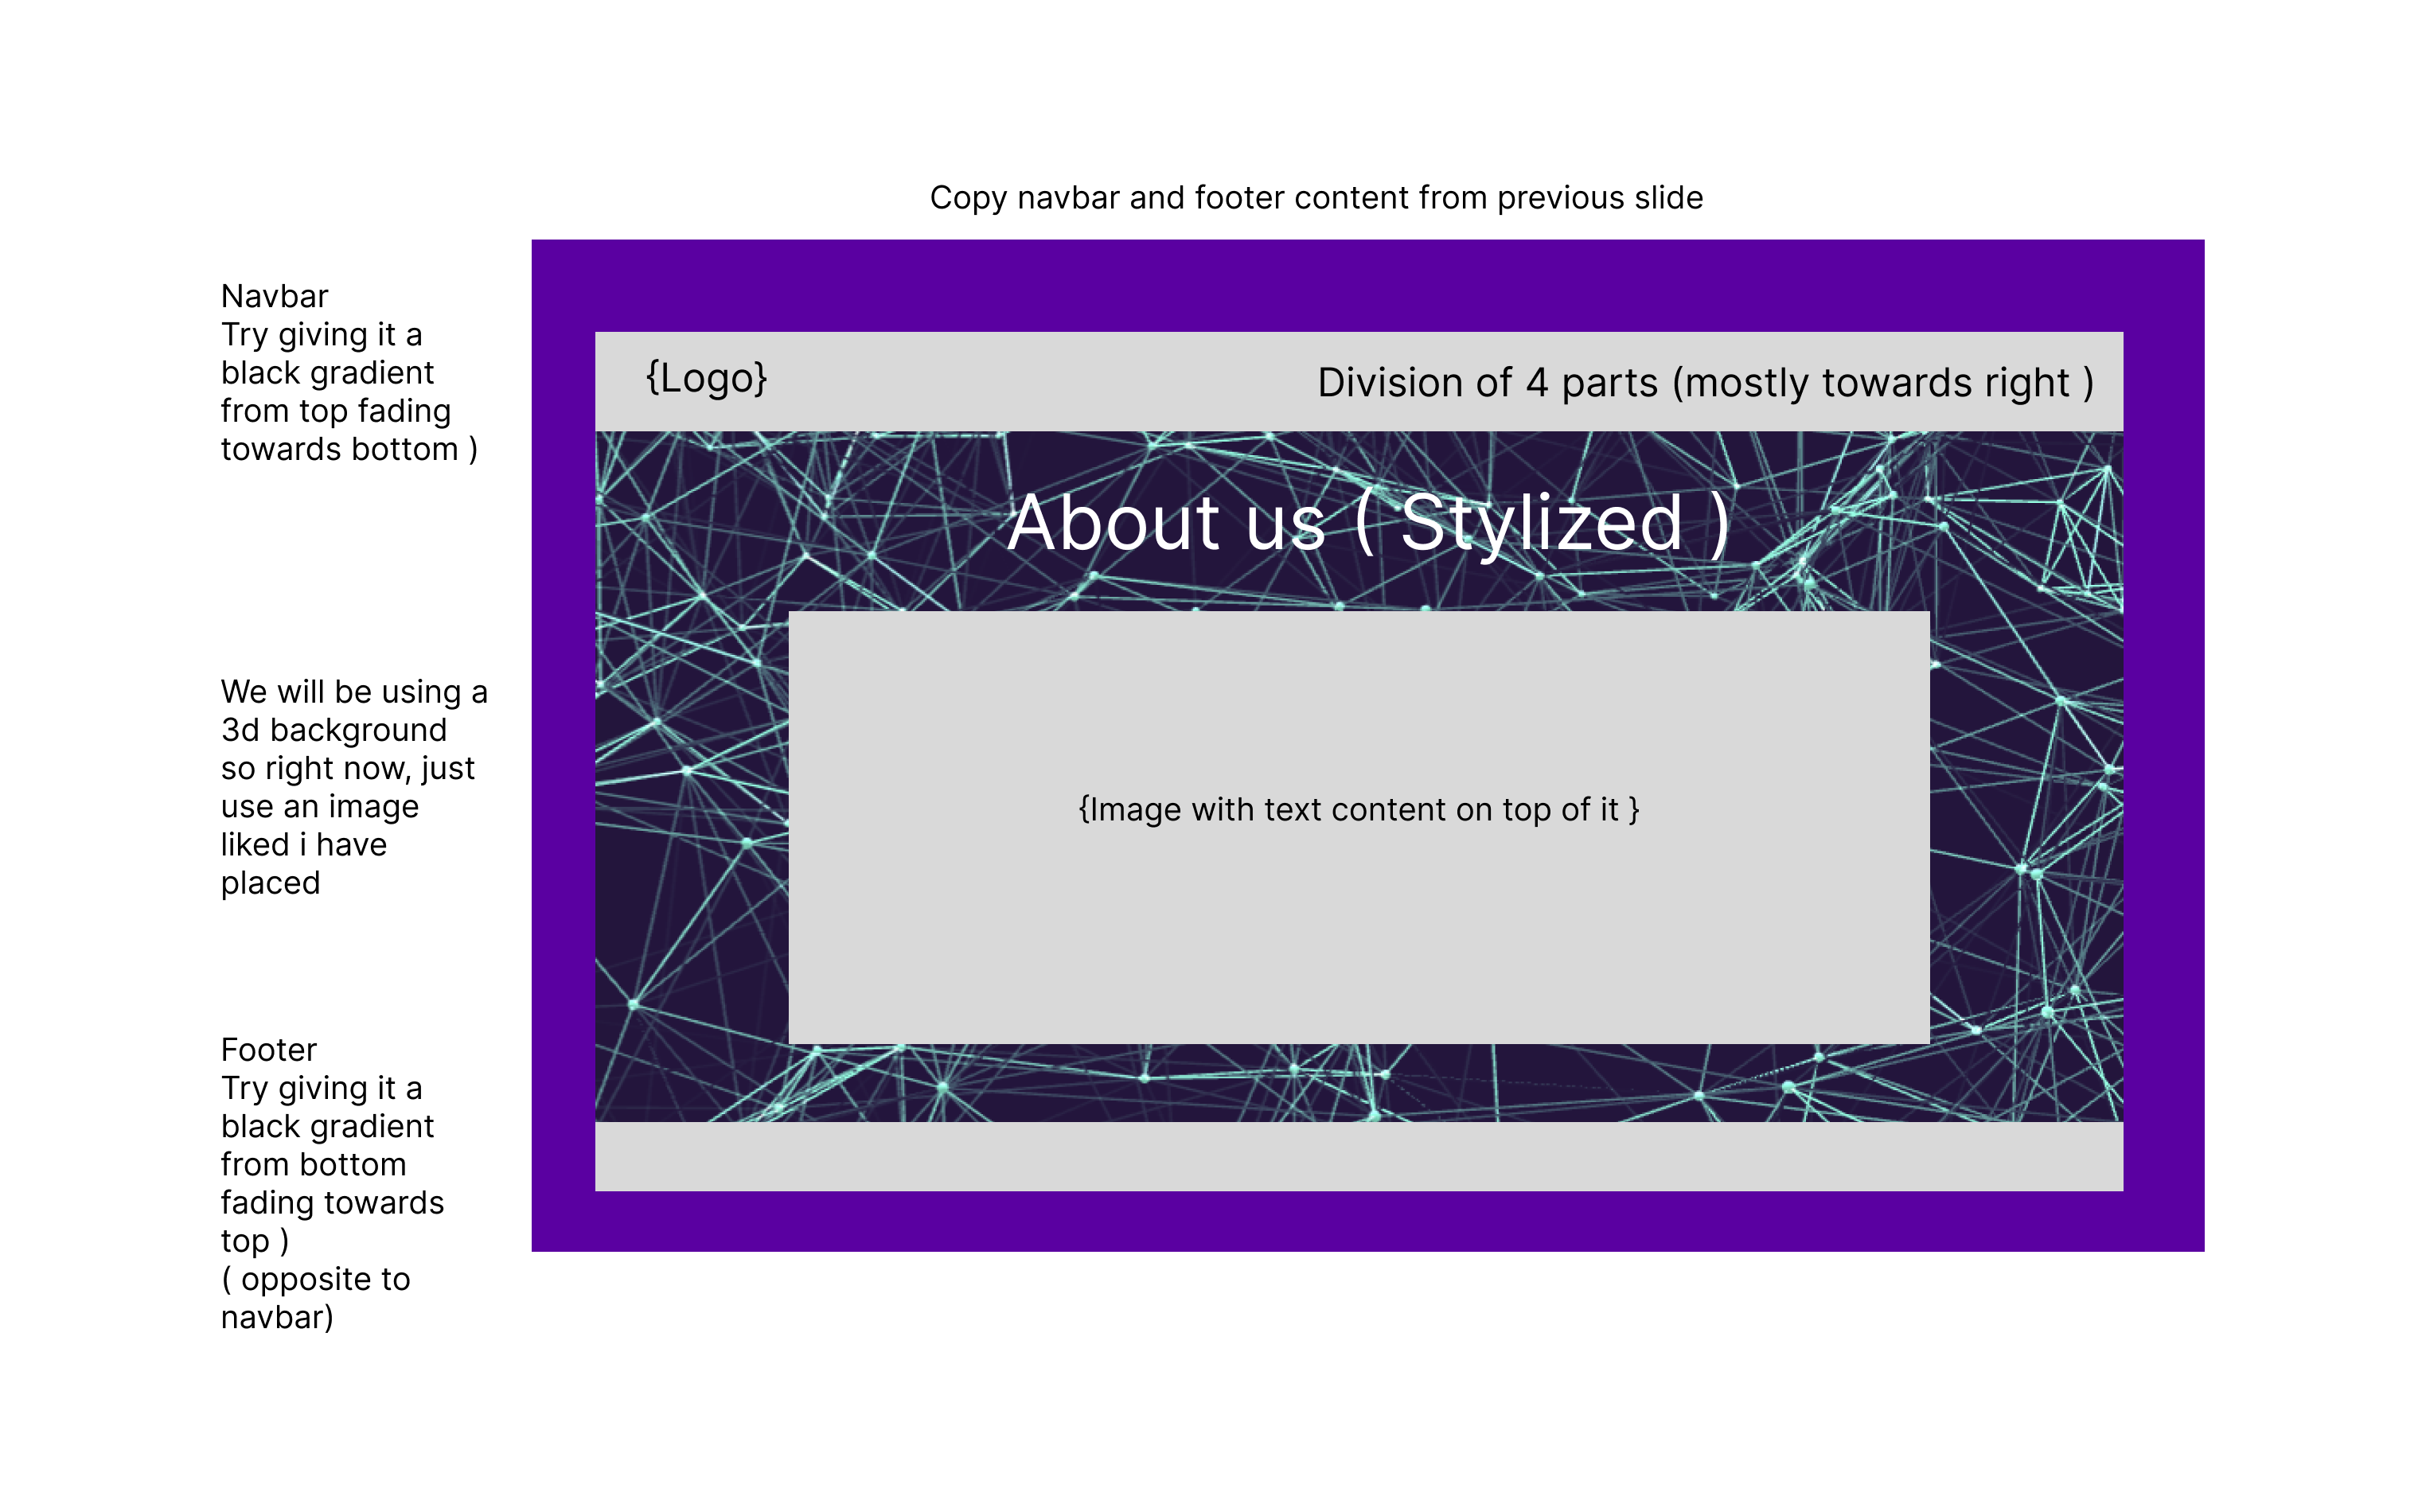 Copy navbar and footer content from previous slide
Navbar
Try giving it a
black gradient
from top fading
towards bottom )
{Logo}
Division of 4 parts (mostly towards right )
About us ( Stylized )
We will be using a
3d background
so right now, just
use an image
liked i have
placed
{Image with text content on top of it }
Footer
Try giving it a
black gradient
from bottom
fading towards
top )
( opposite to
navbar)